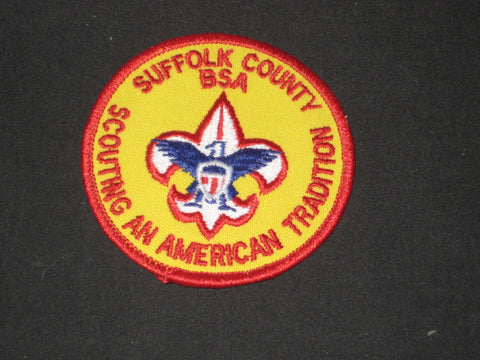 SUFFOLK COUNTY
BSA
SCOUTING AN AMERICAN TRADITION